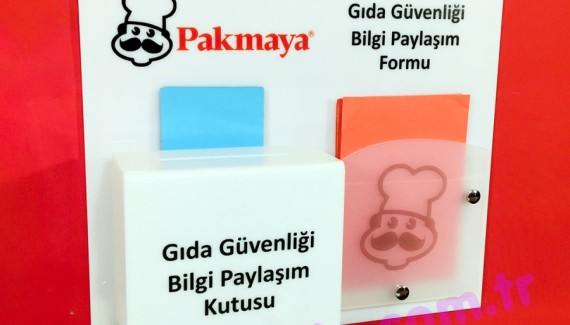 Pakmaya®
Gıda Güvenliği
Bilgi Paylaşım
Formu
Gıda Güvenliği
Bilgi Paylaşım
Kutusu